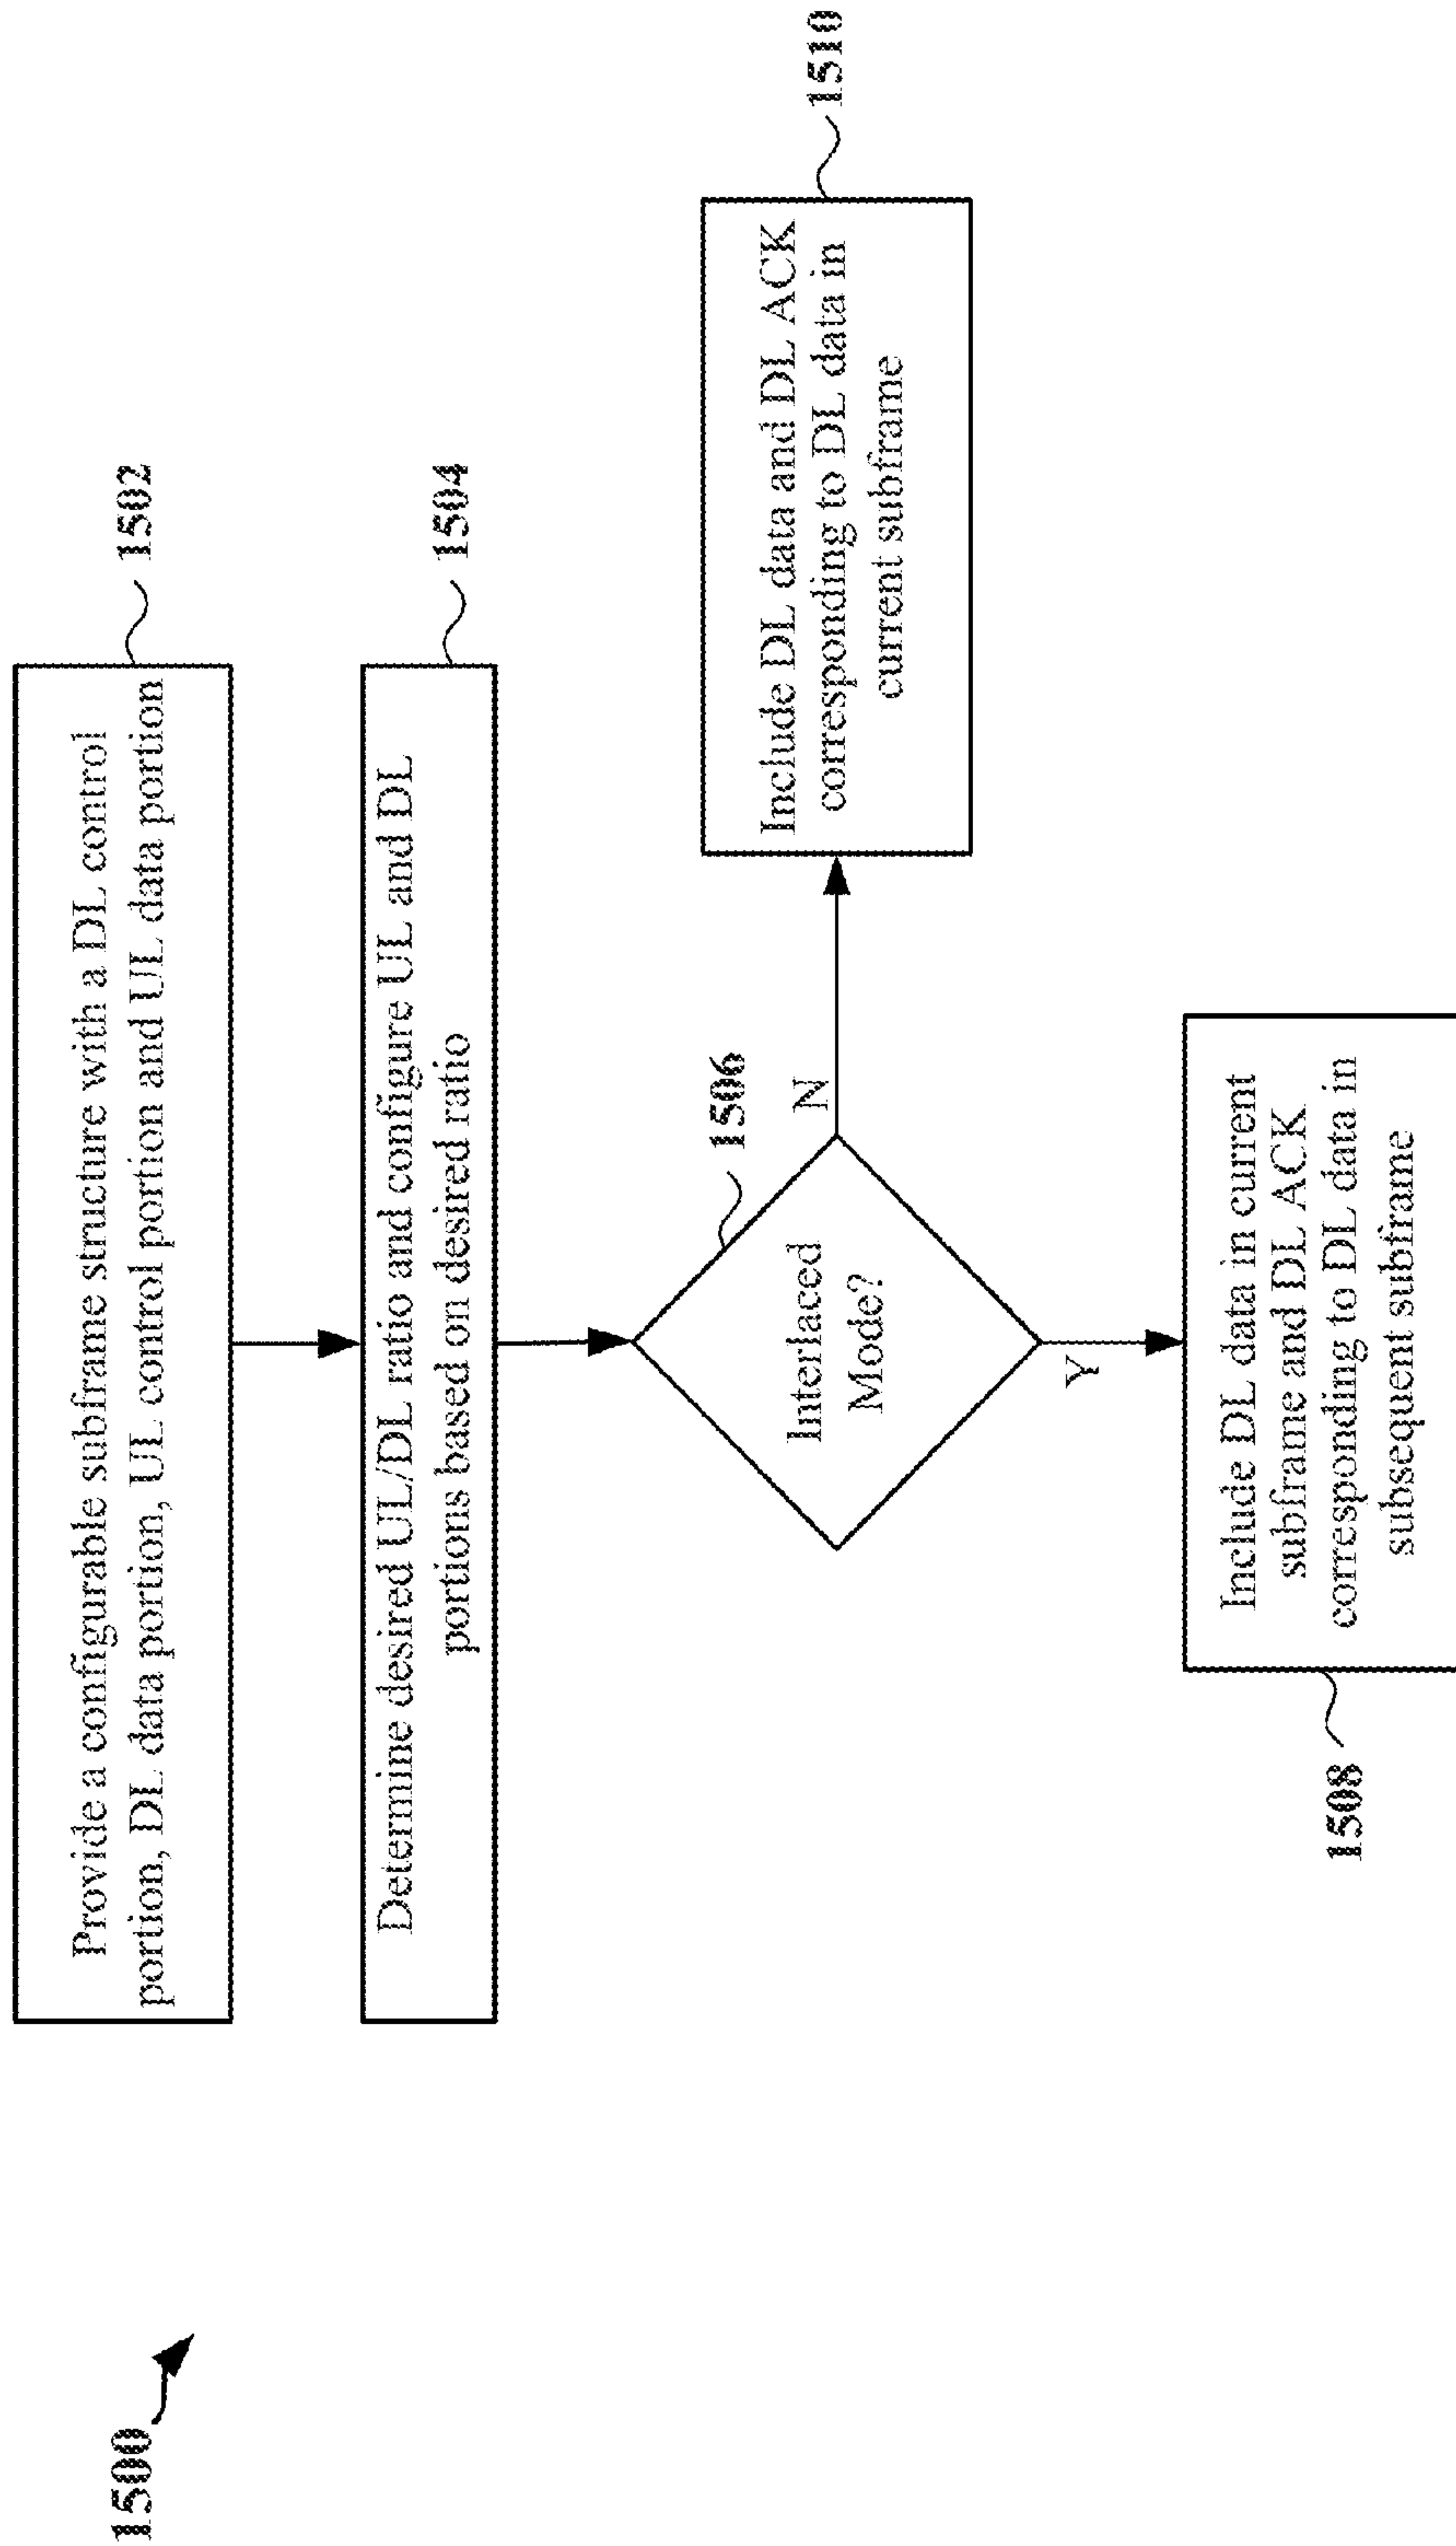 1500
Provide a configurable subframe structure with a DL control
portion, DL data portion, UL control portion and UL data portion
1502
Determine desired UL/DL ratio and configure UL and DL
portions based on desired ratio
1504
Interlaced
Mode?
1506
N
Include DL data and DL ACK
corresponding to DL data in
current subframe
1510
Y
Include DL data in current
subframe and DL ACK
corresponding to DL data in
subsequent subframe
1508